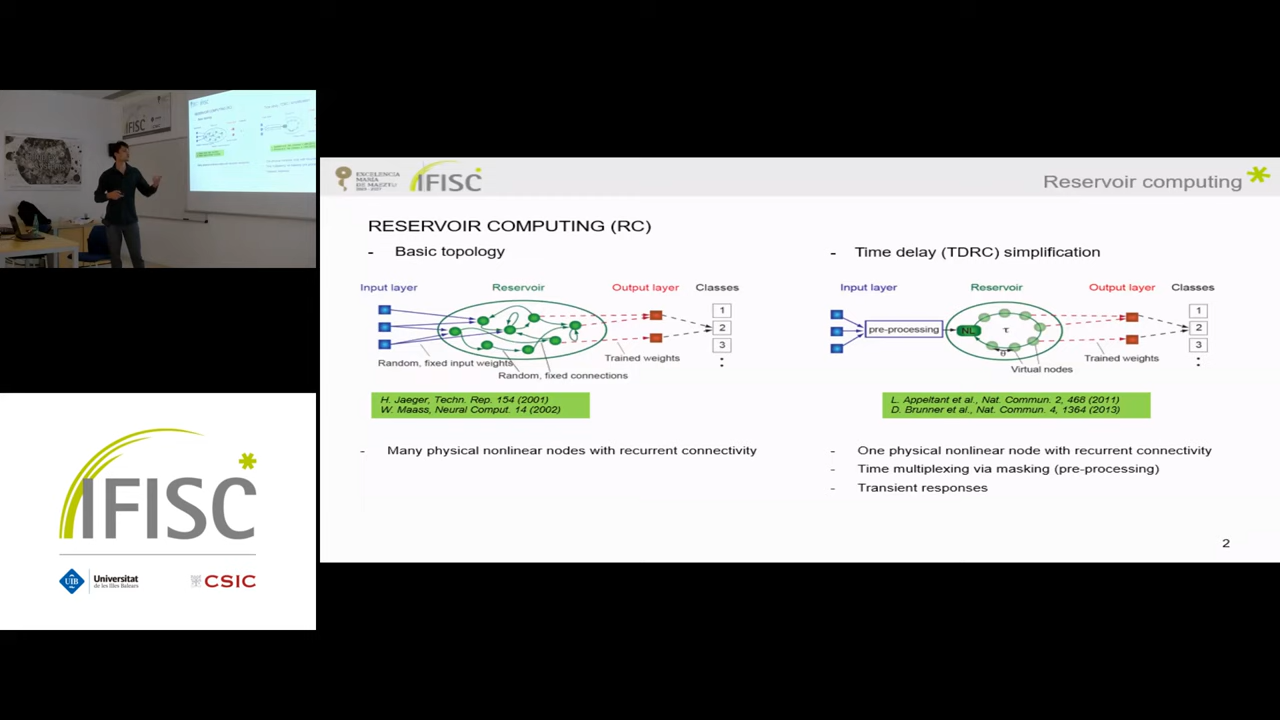 EXCELENCIA
MARÍA
DE MAEZTU
IFISC
Reservoir computing
RESERVOIR COMPUTING (RC)
- Basic topology
Input layer Reservoir Output layer Classes
1
2
3
Random, fixed input weights
Trained weights
Random, fixed connections
H. Jaeger, Techn. Rep. 154 (2001)
W. Maass, Neural Comput. 14 (2002)
- Many physical nonlinear nodes with recurrent connectivity
- Time delay (TDRC) simplification
Input layer Reservoir Output layer Classes
pre-processing
NL
τ
θ
1
2
3
Trained weights
Virtual nodes
L. Appeltant et al., Nat. Commun. 2, 468 (2011)
D. Brunner et al., Nat. Commun. 4, 1364 (2013)
- One physical nonlinear node with recurrent connectivity
- Time multiplexing via masking (pre-processing)
- Transient responses
2
IFISC
IFISC
UIB
Universitat
de les Illes Balears
CSIC